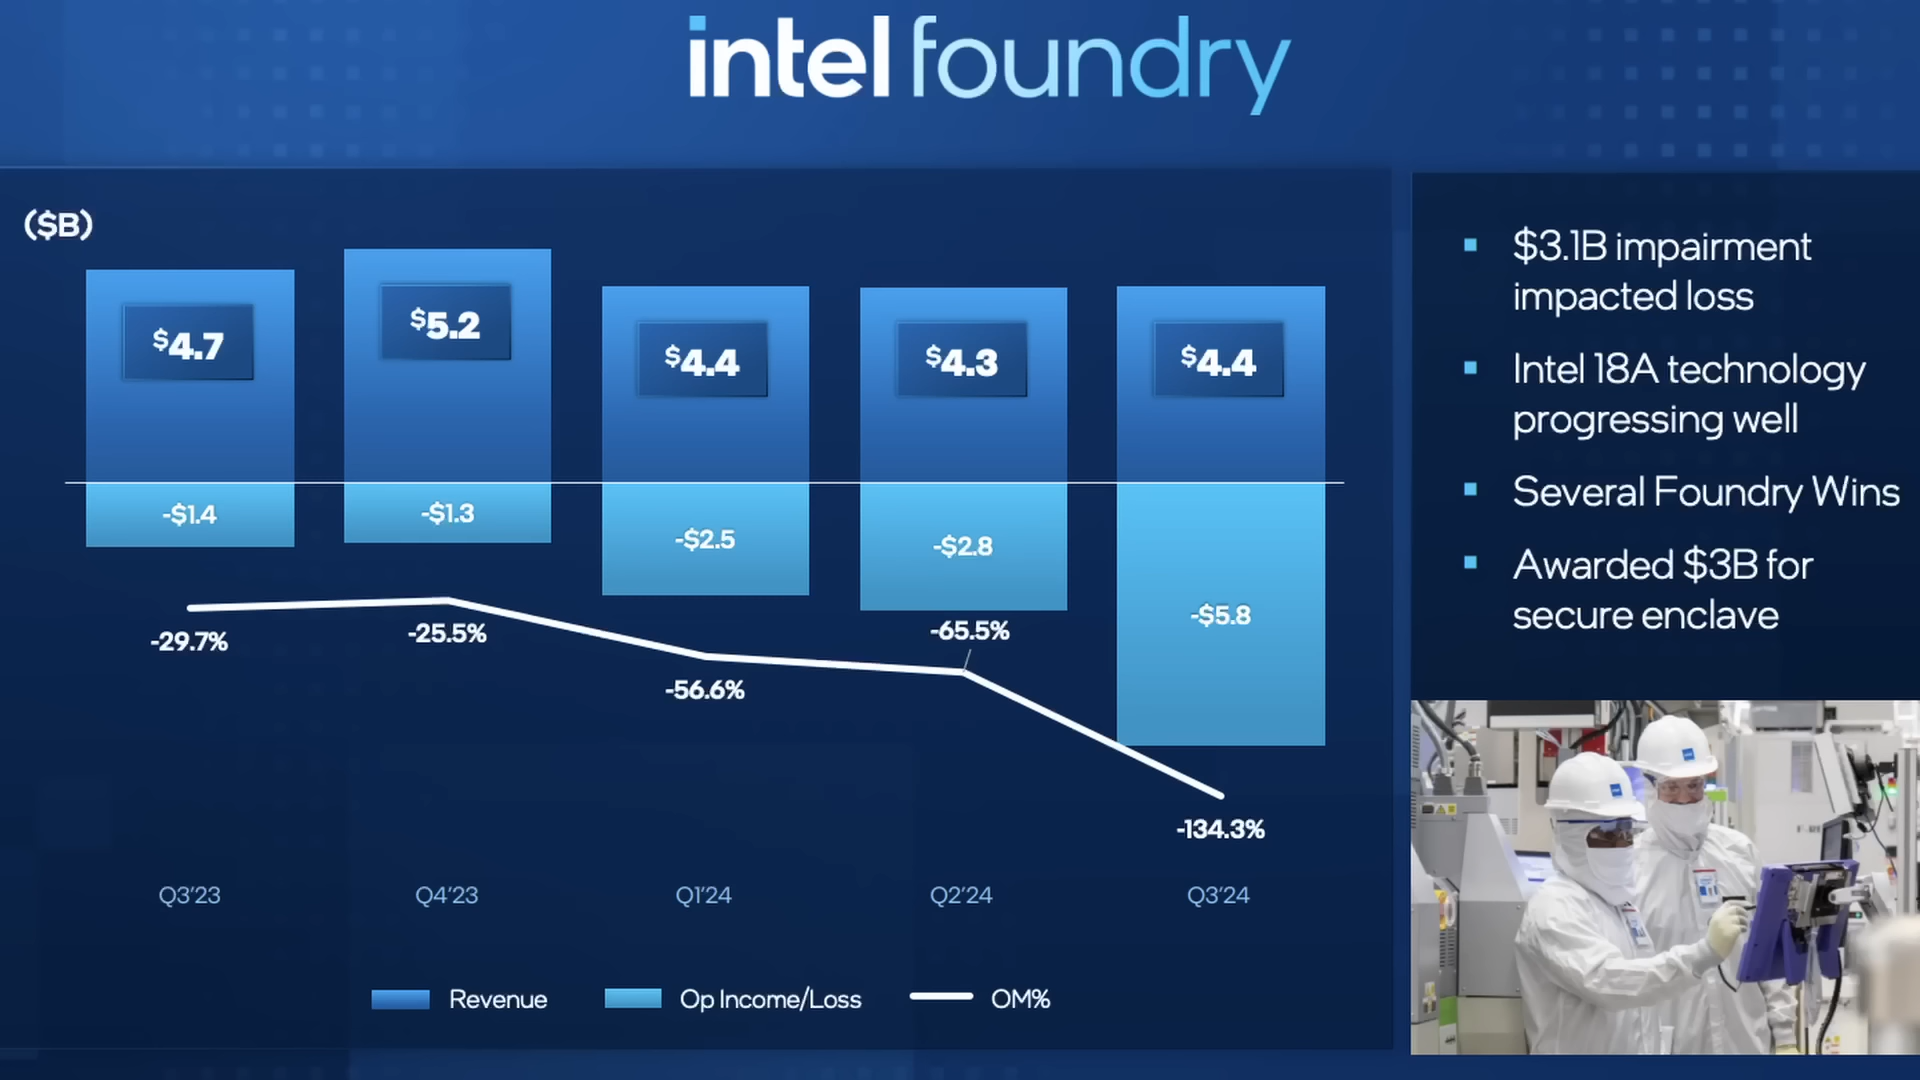 intel foundry
($B)
$4.7
$5.2
$4.4
$4.3
$4.4
-$1.4
-$1.3
-$2.5
-$2.8
-$5.8
-29.7%
-25.5%
-56.6%
-65.5%
-134.3%
Q3'23
Q4'23
Q1'24
Q2'24
Q3'24
Revenue
Op Income/Loss
OM%
▪ $3.1B impairment
impacted loss
▪ Intel 18A technology
progressing well
▪ Several Foundry Wins
▪ Awarded $3B for
secure enclave